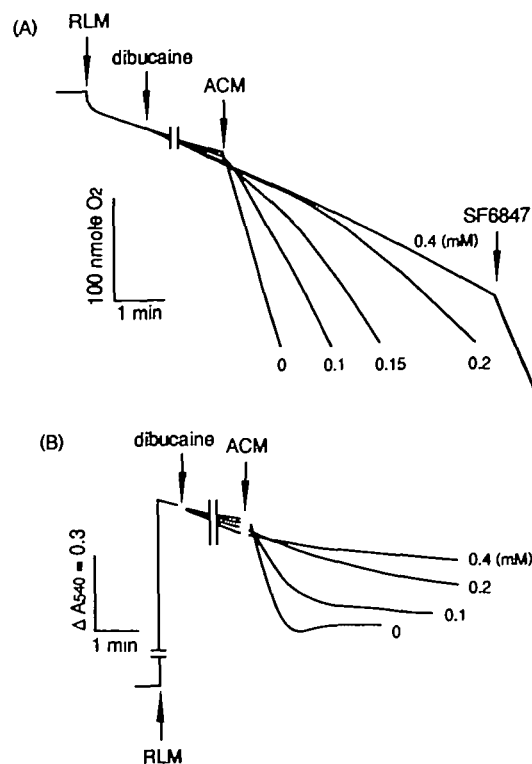 (A)
RLM
dibucaine
ACM
SF6847
0.4 (mM)
100 nmole O2
1 min
0
0.1
0.15
0.2
(B)
dibucaine
ACM
Δ A540 = 0.3
1 min
0.4 (mM)
0.2
0.1
0
RLM